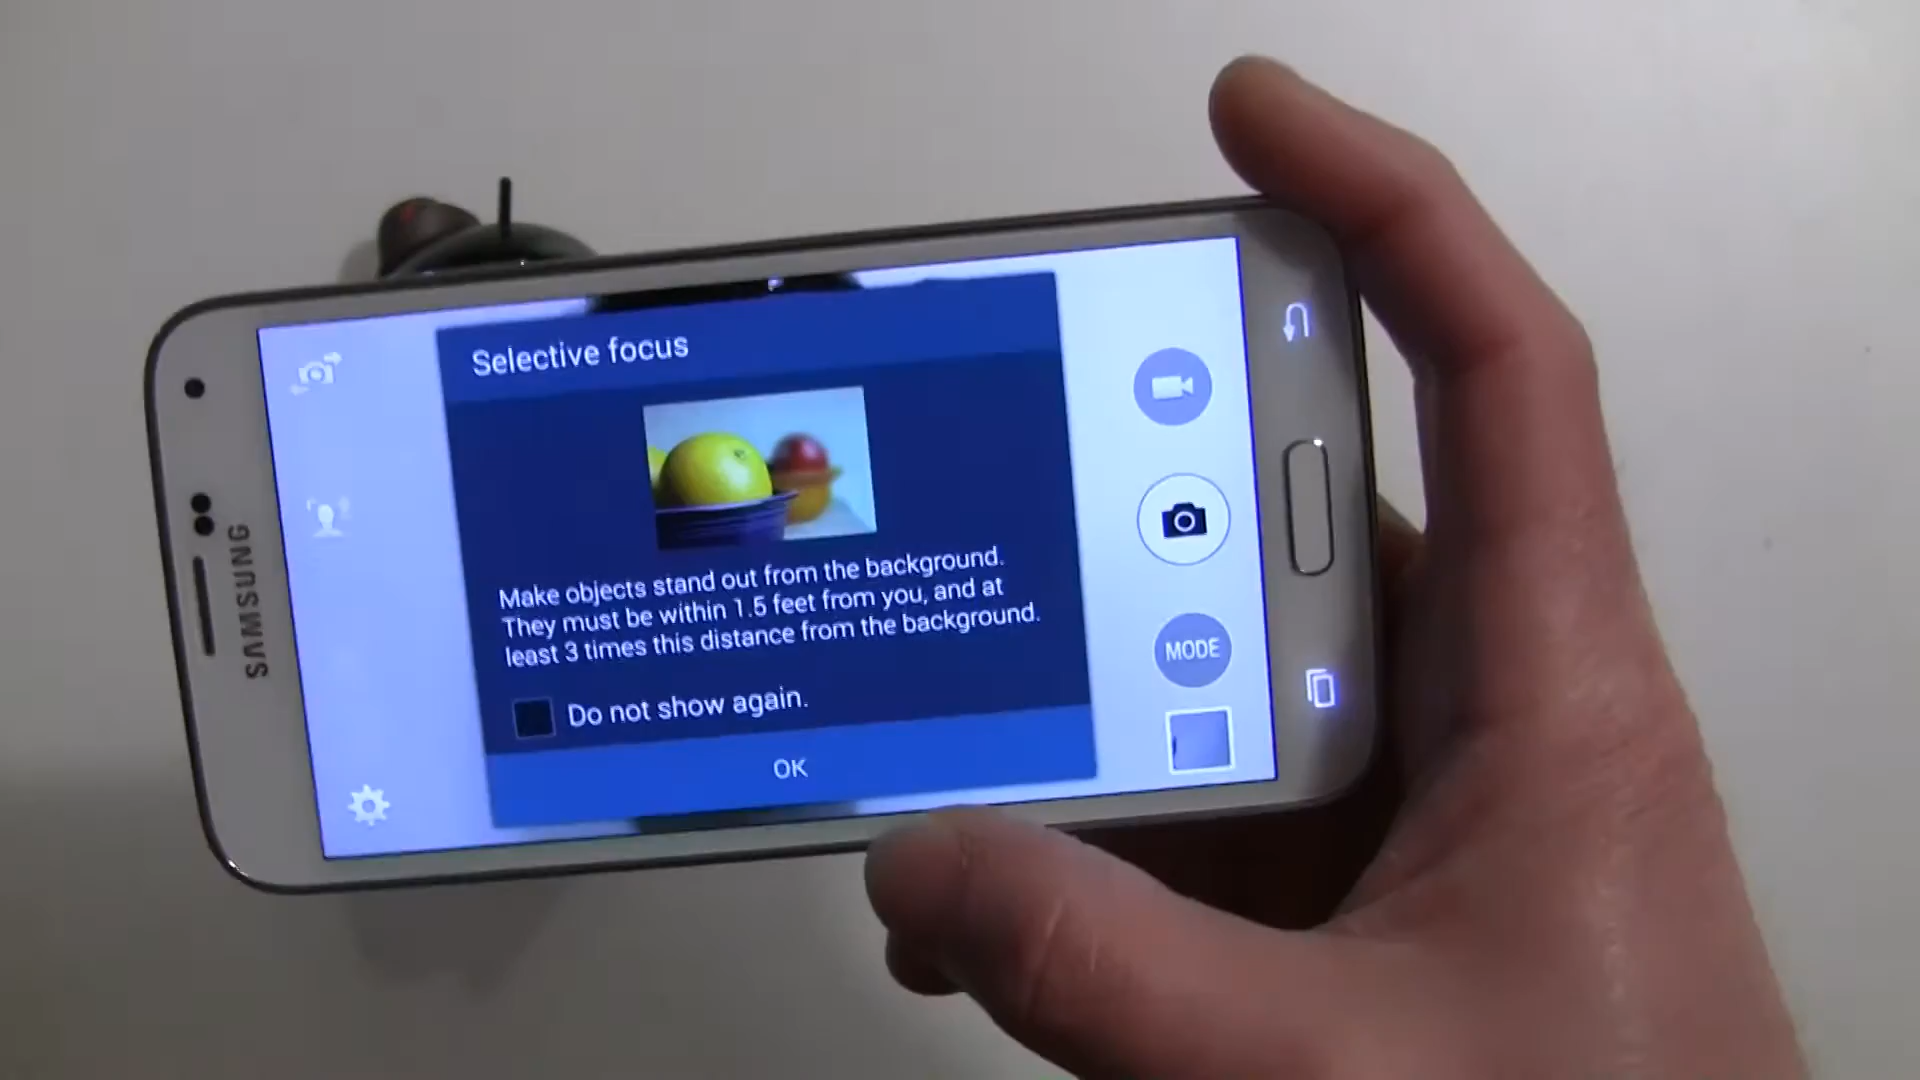 Selective focus
Make objects stand out from the background.
They must be within 1.5 feet from you, and at
least 3 times this distance from the background.
Do not show again.
OK
MODE
SAMSUNG